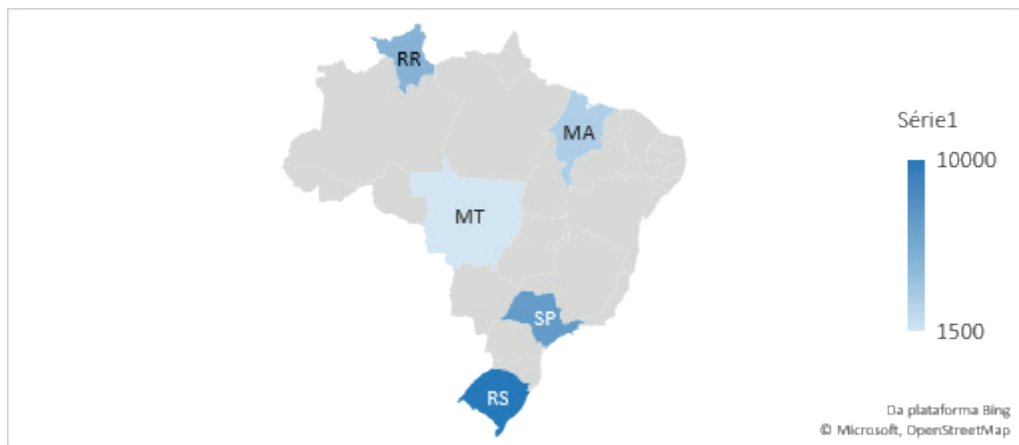 RR
MA
Série1
10000
MT
SP
1500
RS
Da plataforma Bing
© Microsoft, OpenStreetMap